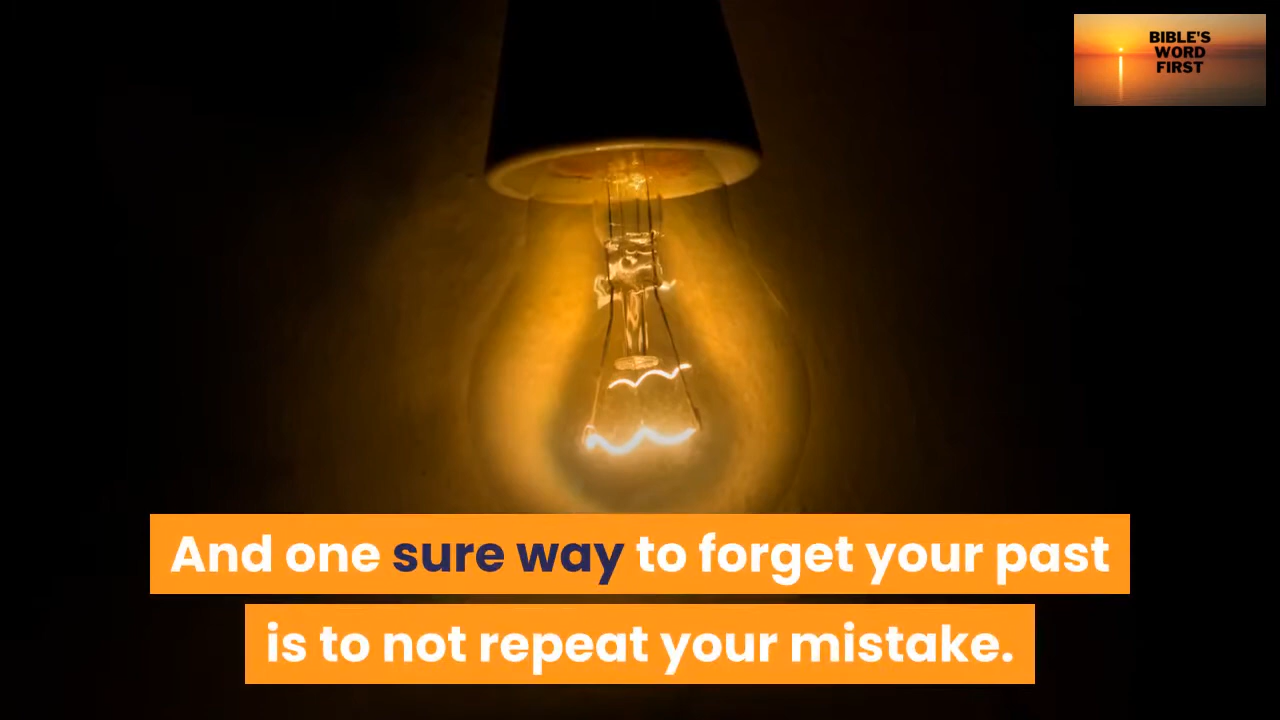 BIBLE'S
WORD
FIRST
And one sure way to forget your past
is to not repeat your mistake.